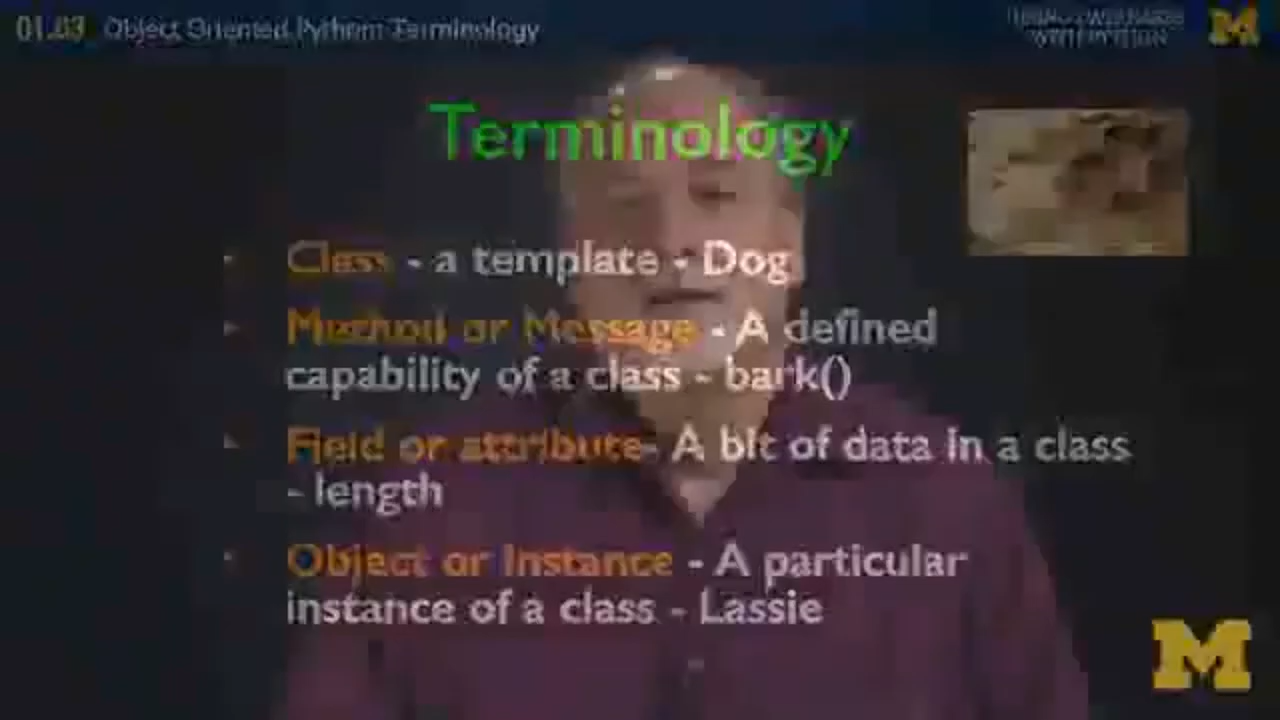 01.03 Object Oriented Python: Terminology
M
Terminology
Class - a template - Dog
Method or Message - A defined
capability of a class - bark()
Field or attribute- A bit of data in a class
- length
Object or Instance - A particular
instance of a class - Lassie
M